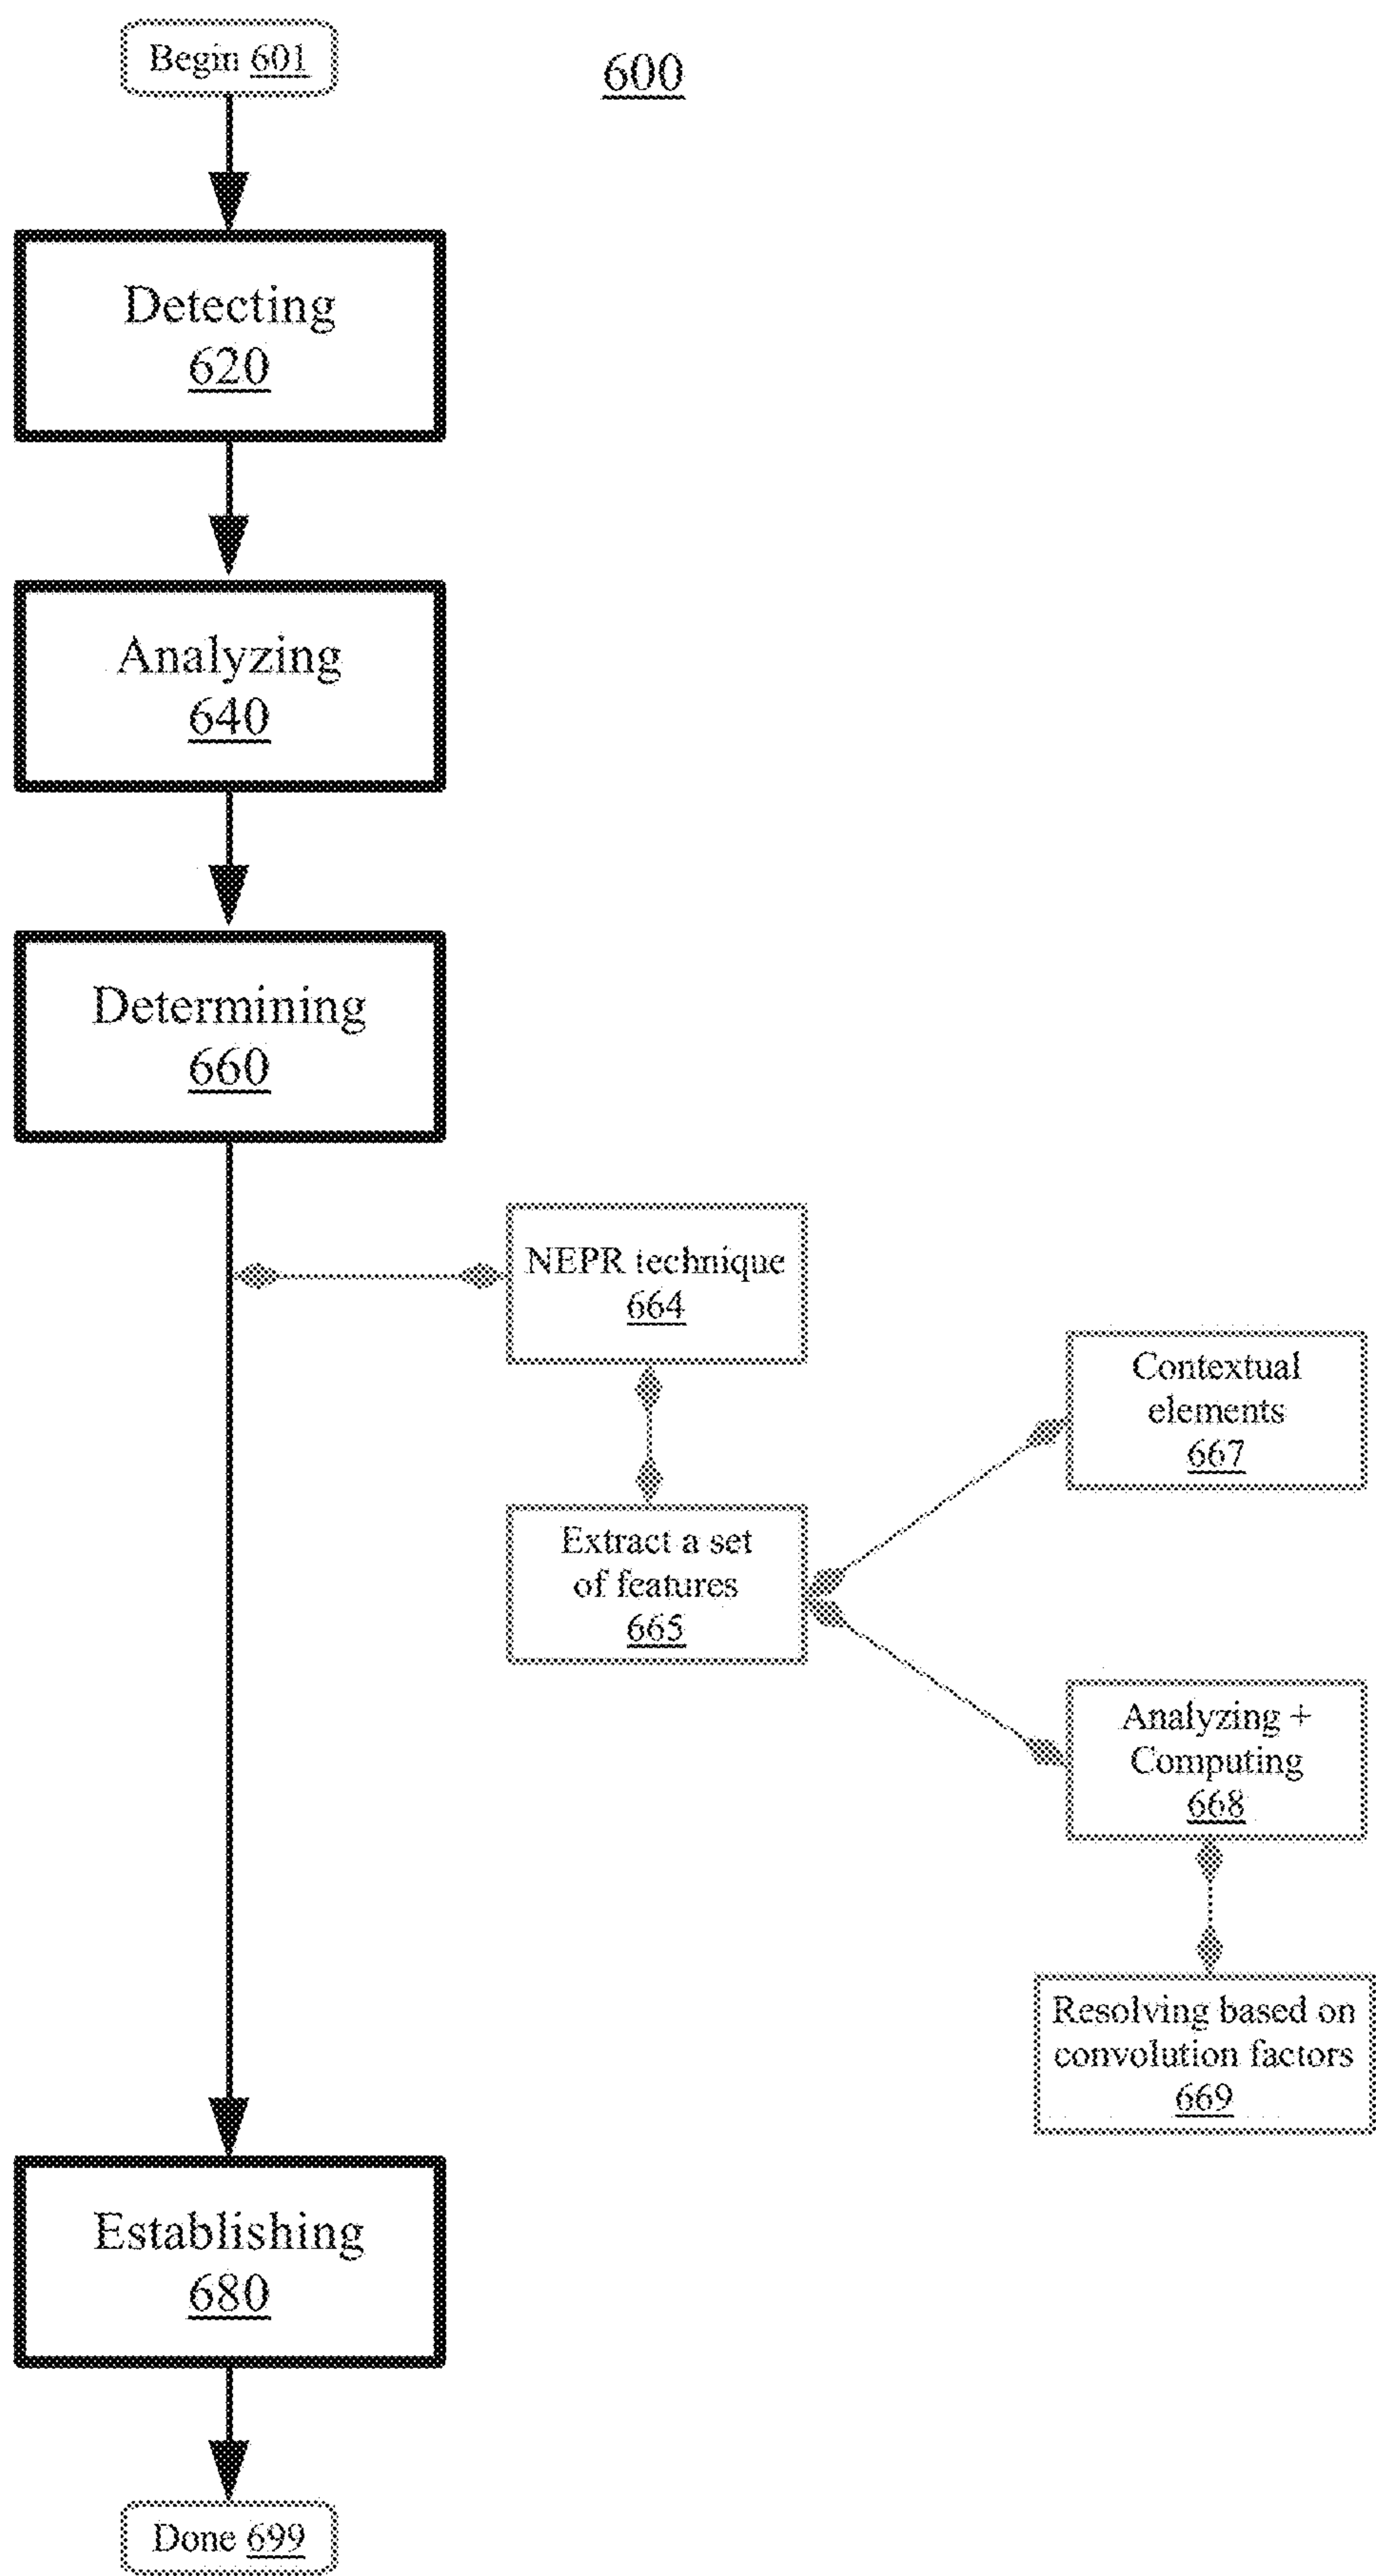 Begin 601
600
Detecting
620
Analyzing
640
Determining
660
NEPR technique
664
Contextual
elements
667
Extract a set
of features
665
Analyzing +
Computing
668
Resolving based on
convolution factors
669
Establishing
680
Done 699